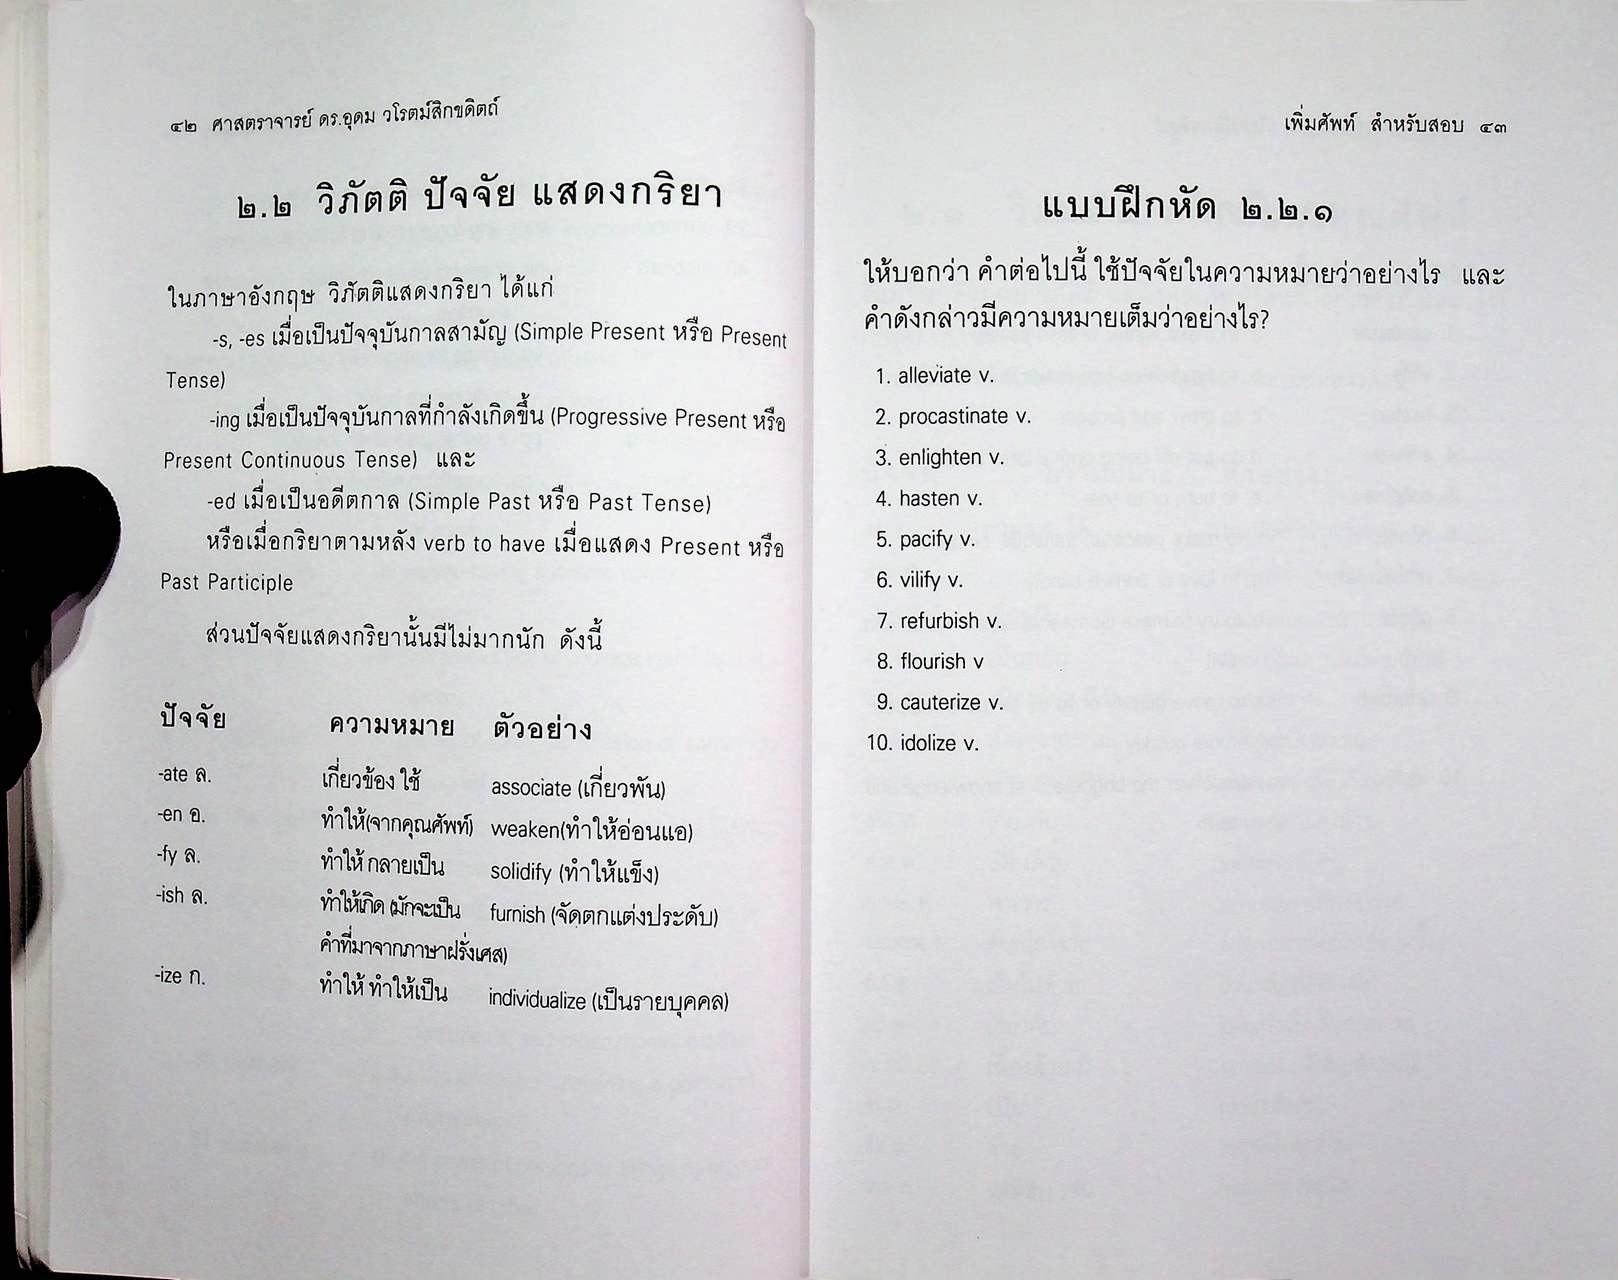 ๔๒ ศาสตราจารย์ ดร.อุดม วโรตม์สิกขดิตถ์
๒.๒ วิภัตติ ปัจจัย แสดงกริยา
ในภาษาอังกฤษ วิภัตติแสดงกริยา ได้แก่
-s, -es เมื่อเป็นปัจจุบันกาลสามัญ (Simple Present หรือ Present
Tense)
-ing เมื่อเป็นปัจจุบันกาลที่กำลังเกิดขึ้น (Progressive Present หรือ
Present Continuous Tense) และ
-ed เมื่อเป็นอดีตกาล (Simple Past หรือ Past Tense)
หรือเมื่อกริยาตามหลัง verb to have เมื่อแสดง Present หรือ
Past Participle
ส่วนปัจจัยแสดงกริยานั้นมีไม่มากนัก ดังนี้
ปัจจัย ความหมาย ตัวอย่าง
-ate ล. เกี่ยวข้อง ใช้ associate (เกี่ยวพัน)
-en อ. ทำให้(จากคุณศัพท์) weaken(ทำให้อ่อนแอ)
-fy ล. ทำให้ กลายเป็น solidify (ทำให้แข็ง)
-ish ล. ทำให้เกิด (มักจะเป็น furnish (จัดตกแต่งประดับ)
คำที่มาจากภาษาฝรั่งเศส)
-ize ก. ทำให้ ทำให้เป็น individualize (เป็นรายบุคคล)
เพิ่มศัพท์ สำหรับสอบ ๔๓
แบบฝึกหัด ๒.๒.๑
ให้บอกว่า คำต่อไปนี้ ใช้ปัจจัยในความหมายว่าอย่างไร และ
คำดังกล่าวมีความหมายเต็มว่าอย่างไร?
1. alleviate v.
2. procastinate v.
3. enlighten v.
4. hasten v.
5. pacify v.
6. vilify v.
7. refurbish v.
8. flourish v
9. cauterize v.
10. idolize v.